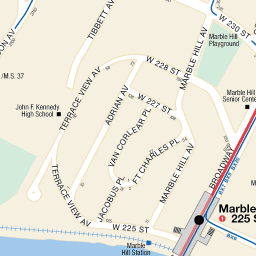 TIBBETT AV
W 230 ST
Marble Hill
Playground
W 228 ST
MARBLE HILL AV
/M.S. 37
TERRACE VIEW AV
ADRIAN AV
W 227 ST
John F. Kennedy
High School
Marble Hill
Senior Cente
VAN CORLEAR PL
FT CHARLES PL
MARBLE HILL AV
BROADWAY
TERRACE VIEW AV
JACOBUS PL
W 225 ST
Marble
225 S
Marble Hill
Station